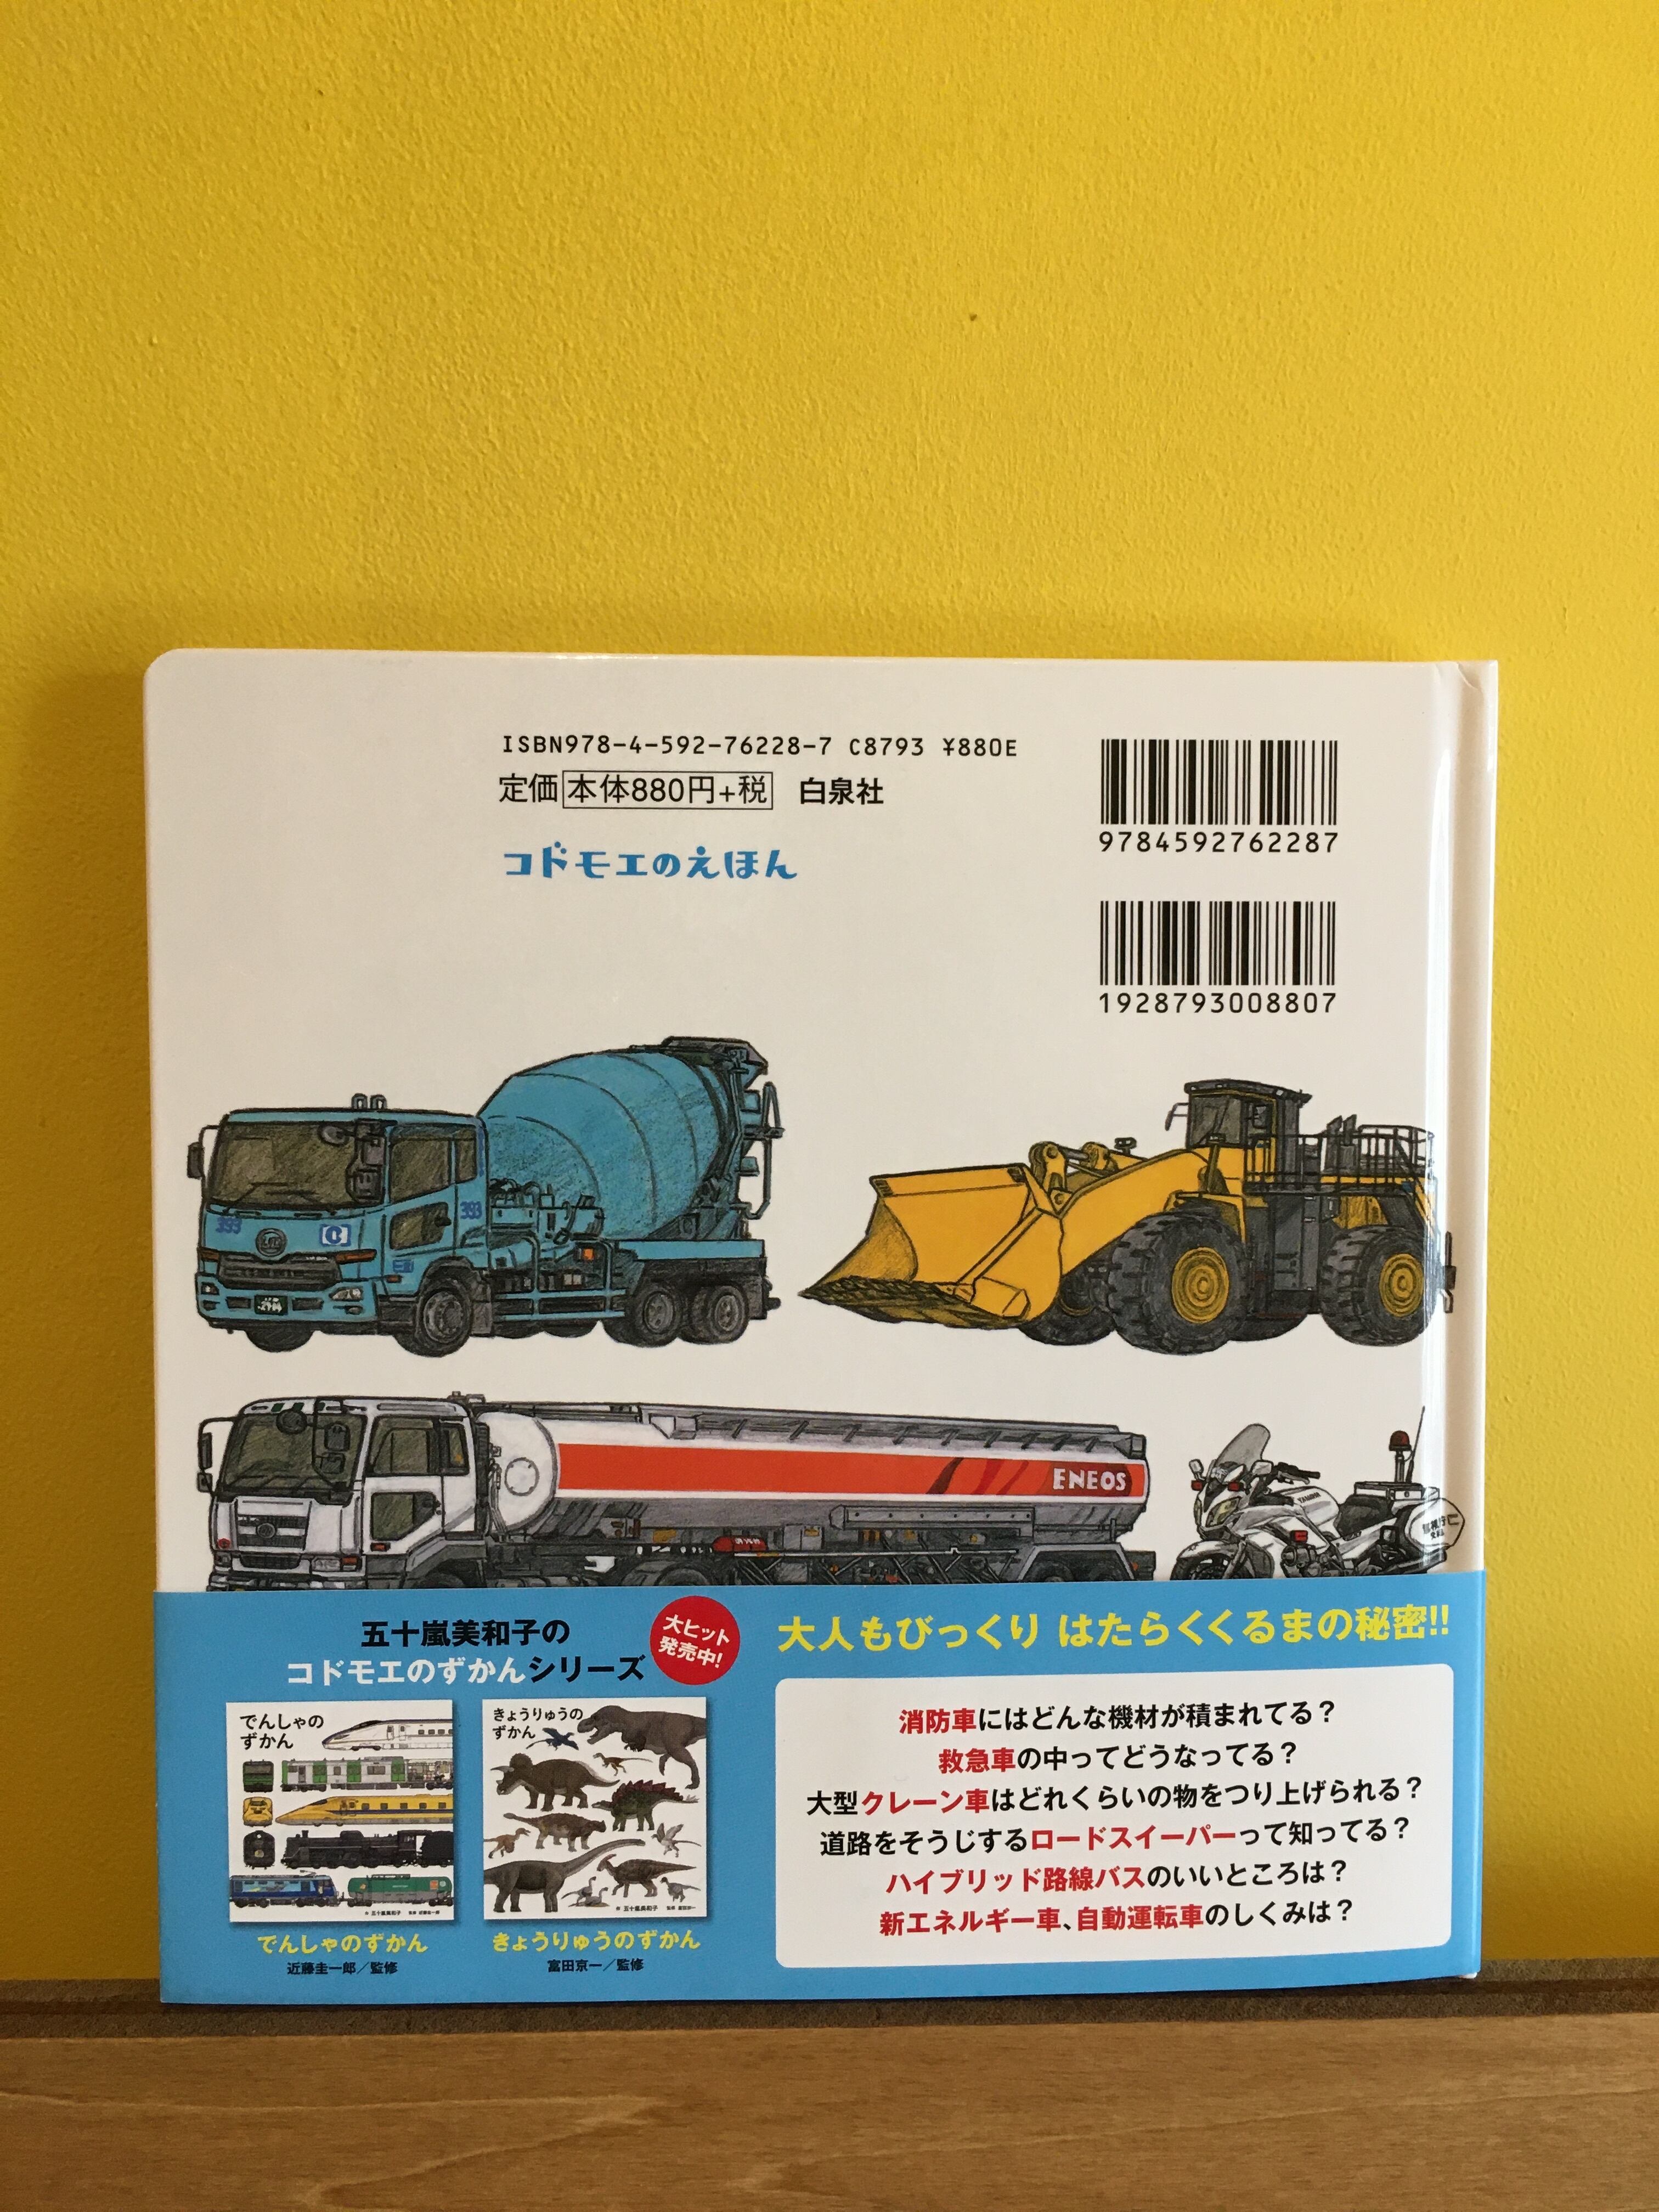 ISBN978-4-592-76228-7 C8793 ¥880E
定価 本体880円+税 白泉社
コドモエのえほん
9784592762287
1928793008807
393
393
ENEOS
YAMAHA
警視庁
五十嵐美和子の
コドモエのずかんシリーズ
大ヒット
発売中!
でんしゃの
ずかん
きょうりゅうの
ずかん
でんしゃのずかん
近藤圭一郎/監修
きょうりゅうのずかん
富田京一/監修
大人もびっくり はたらくくるまの秘密!!
消防車にはどんな機材が積まれてる?
救急車の中ってどうなってる?
大型クレーン車はどれくらいの物をつり上げられる?
道路をそうじするロードスイーパーって知ってる?
ハイブリッド路線バスのいいところは?
新エネルギー車、自動運転車のしくみは?